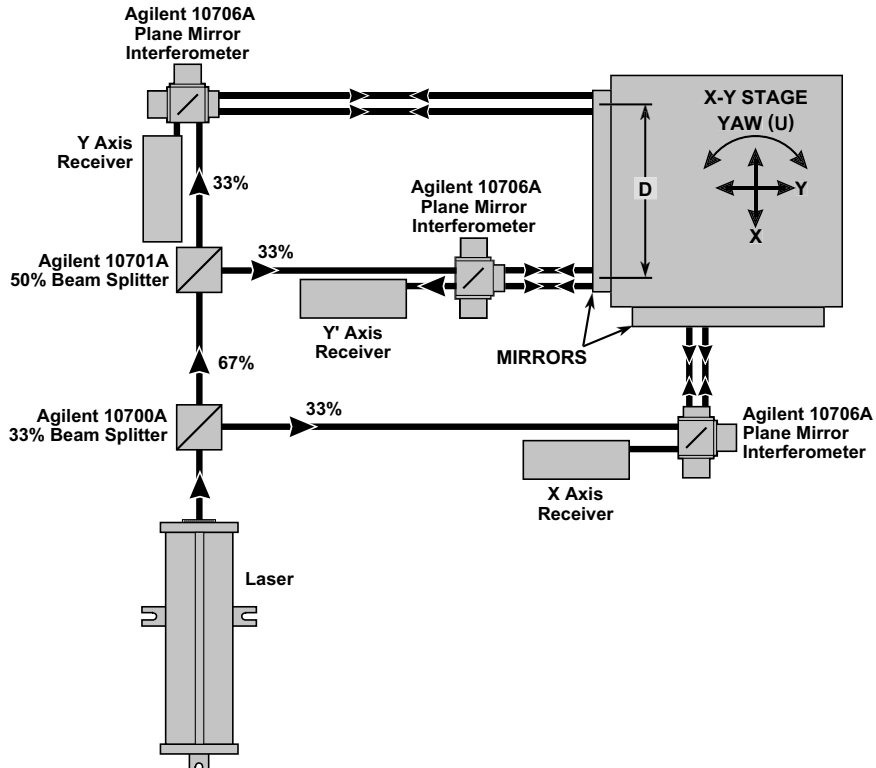 Agilent 10706A
Plane Mirror
Interferometer
X-Y STAGE
YAW (U)
Y
X
D
Y Axis
Receiver
33%
Agilent 10706A
Plane Mirror
Interferometer
Agilent 10701A
50% Beam Splitter
33%
Y' Axis
Receiver
MIRRORS
67%
Agilent 10700A
33% Beam Splitter
33%
Agilent 10706A
Plane Mirror
Interferometer
X Axis
Receiver
Laser